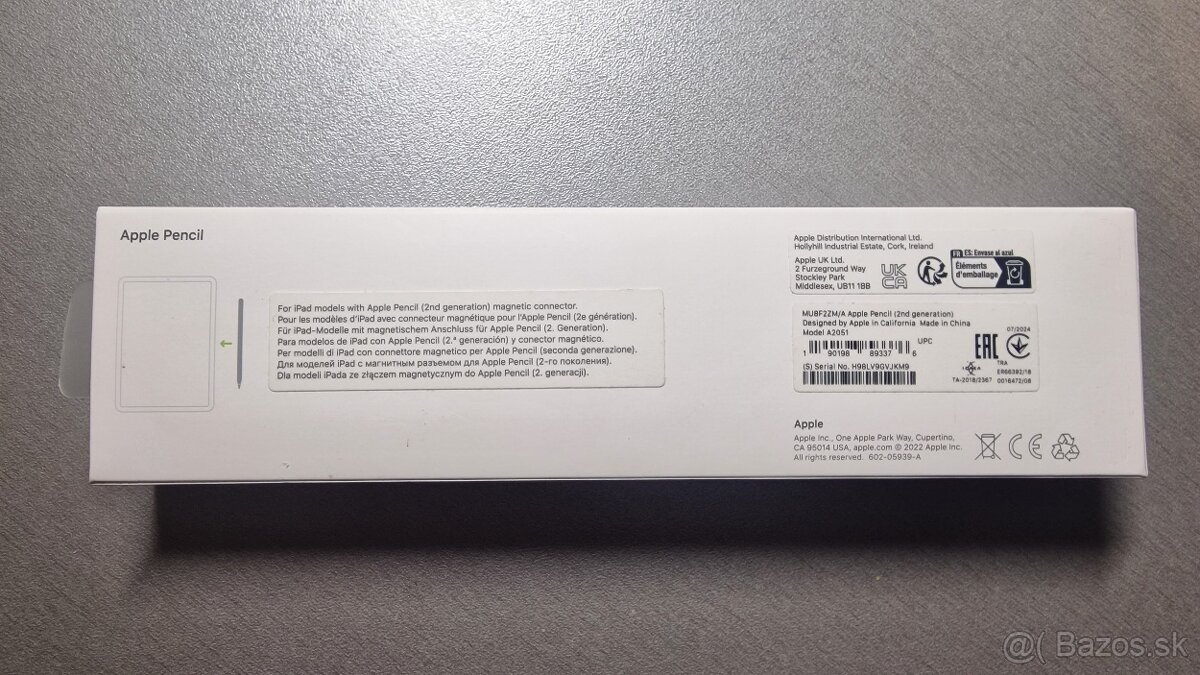 Apple Pencil
For iPad models with Apple Pencil (2nd generation) magnetic connector.
Pour les modèles d'iPad avec connecteur magnétique pour l'Apple Pencil (2e génération).
Für iPad-Modelle mit magnetischem Anschluss für Apple Pencil (2. Generation).
Para modelos de iPad con Apple Pencil (2.ª generación) y conector magnético.
Per modelli di iPad con connettore magnetico per Apple Pencil (seconda generazione).
Для моделей iPad с магнитным разъемом для Apple Pencil (2-го поколения).
Dla modeli iPada ze złączem magnetycznym do Apple Pencil (2. generacji).
Apple Distribution International Ltd.
Hollyhill Industrial Estate, Cork, Ireland
Apple UK Ltd.
2 Furzeground Way
Stockley Park
Middlesex, UB11 1BB
UK
CA
FR ES: Envase al azul
Éléments
d'emballage
MU8F2ZM/A Apple Pencil (2nd generation)
Designed by Apple in California Made in China
Model A2051
1 90198 89337 6
UPC
(S) Serial No. H98LV9GVJKM9
EAC
07/2024
TRA
TA-2018/2367
ER66392/18
0016472/08
Apple
Apple Inc., One Apple Park Way, Cupertino,
CA 95014 USA, apple.com © 2022 Apple Inc.
All rights reserved. 602-05939-A
CE
@( Bazos.sk